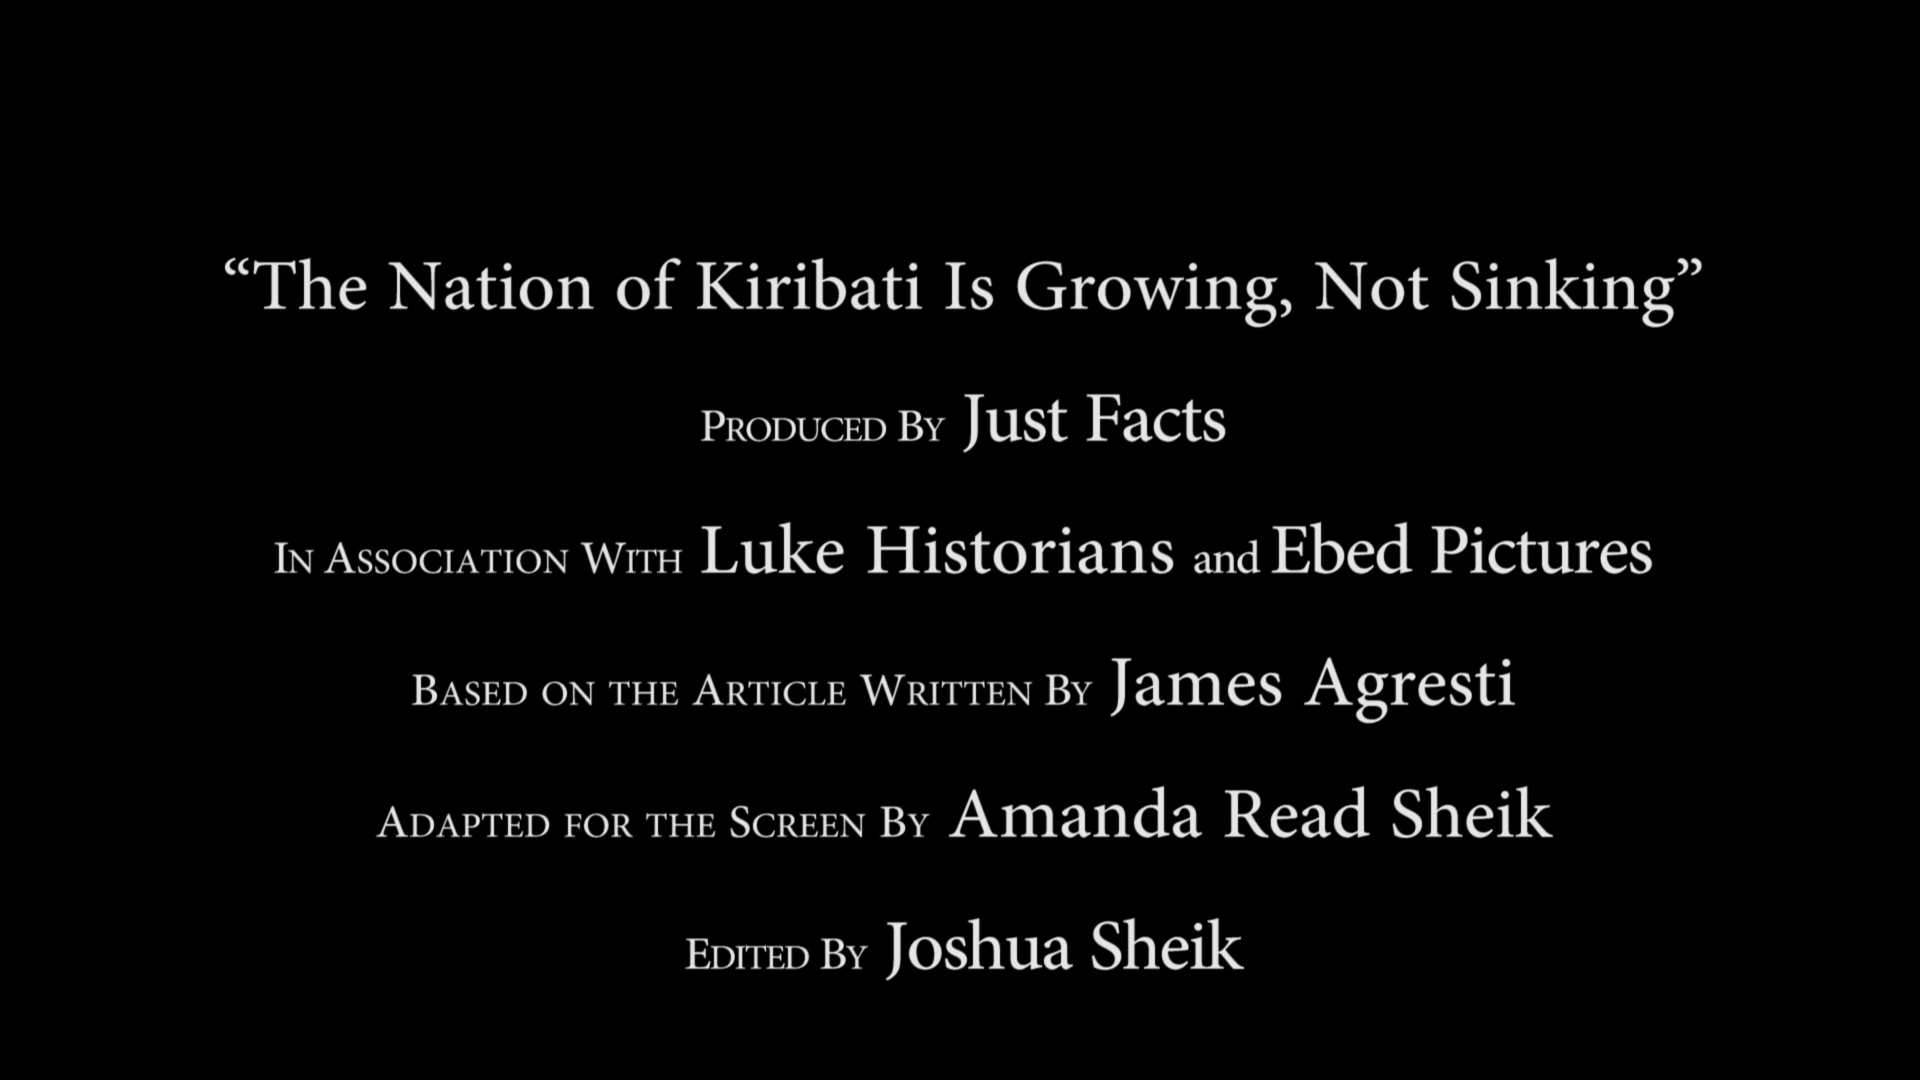 “The Nation of Kiribati Is Growing, Not Sinking”
Produced By Just Facts
In Association With Luke Historians and Ebed Pictures
Based on the Article Written By James Agresti
Adapted for the Screen By Amanda Read Sheik
Edited By Joshua Sheik